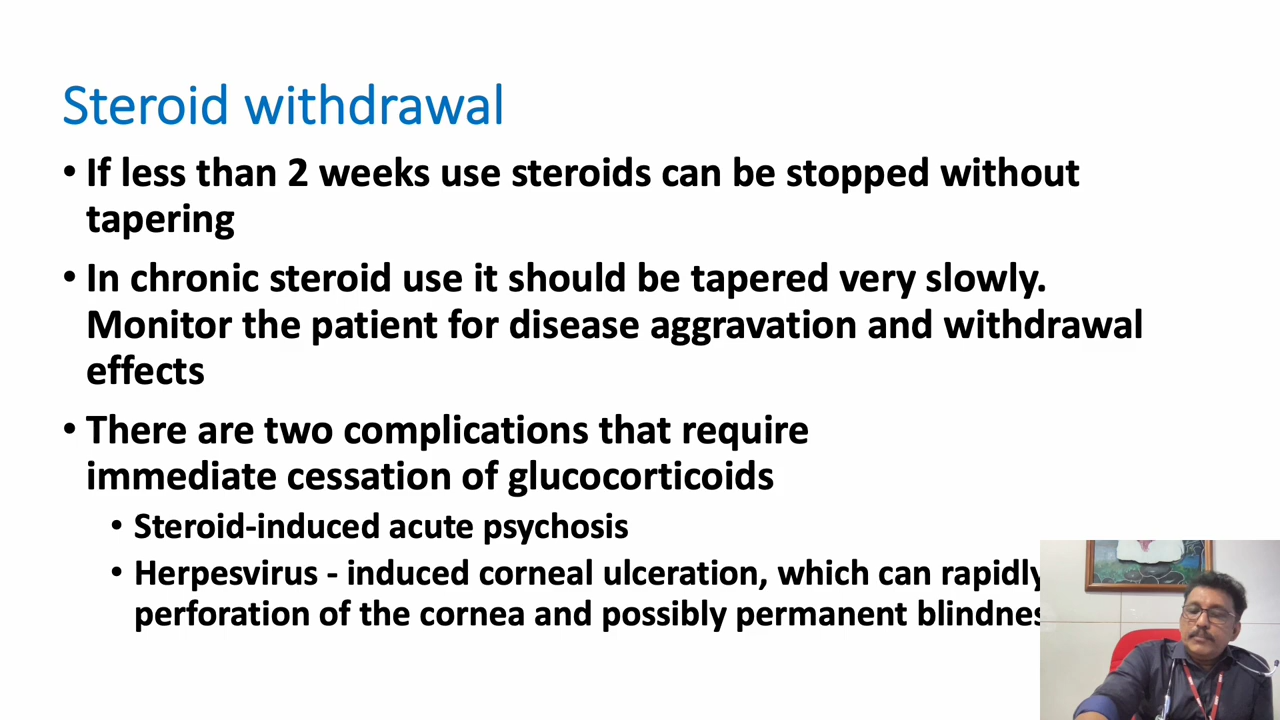 Steroid withdrawal
• If less than 2 weeks use steroids can be stopped without
tapering
• In chronic steroid use it should be tapered very slowly.
Monitor the patient for disease aggravation and withdrawal
effects
• There are two complications that require
immediate cessation of glucocorticoids
• Steroid-induced acute psychosis
• Herpesvirus - induced corneal ulceration, which can rapidly
perforation of the cornea and possibly permanent